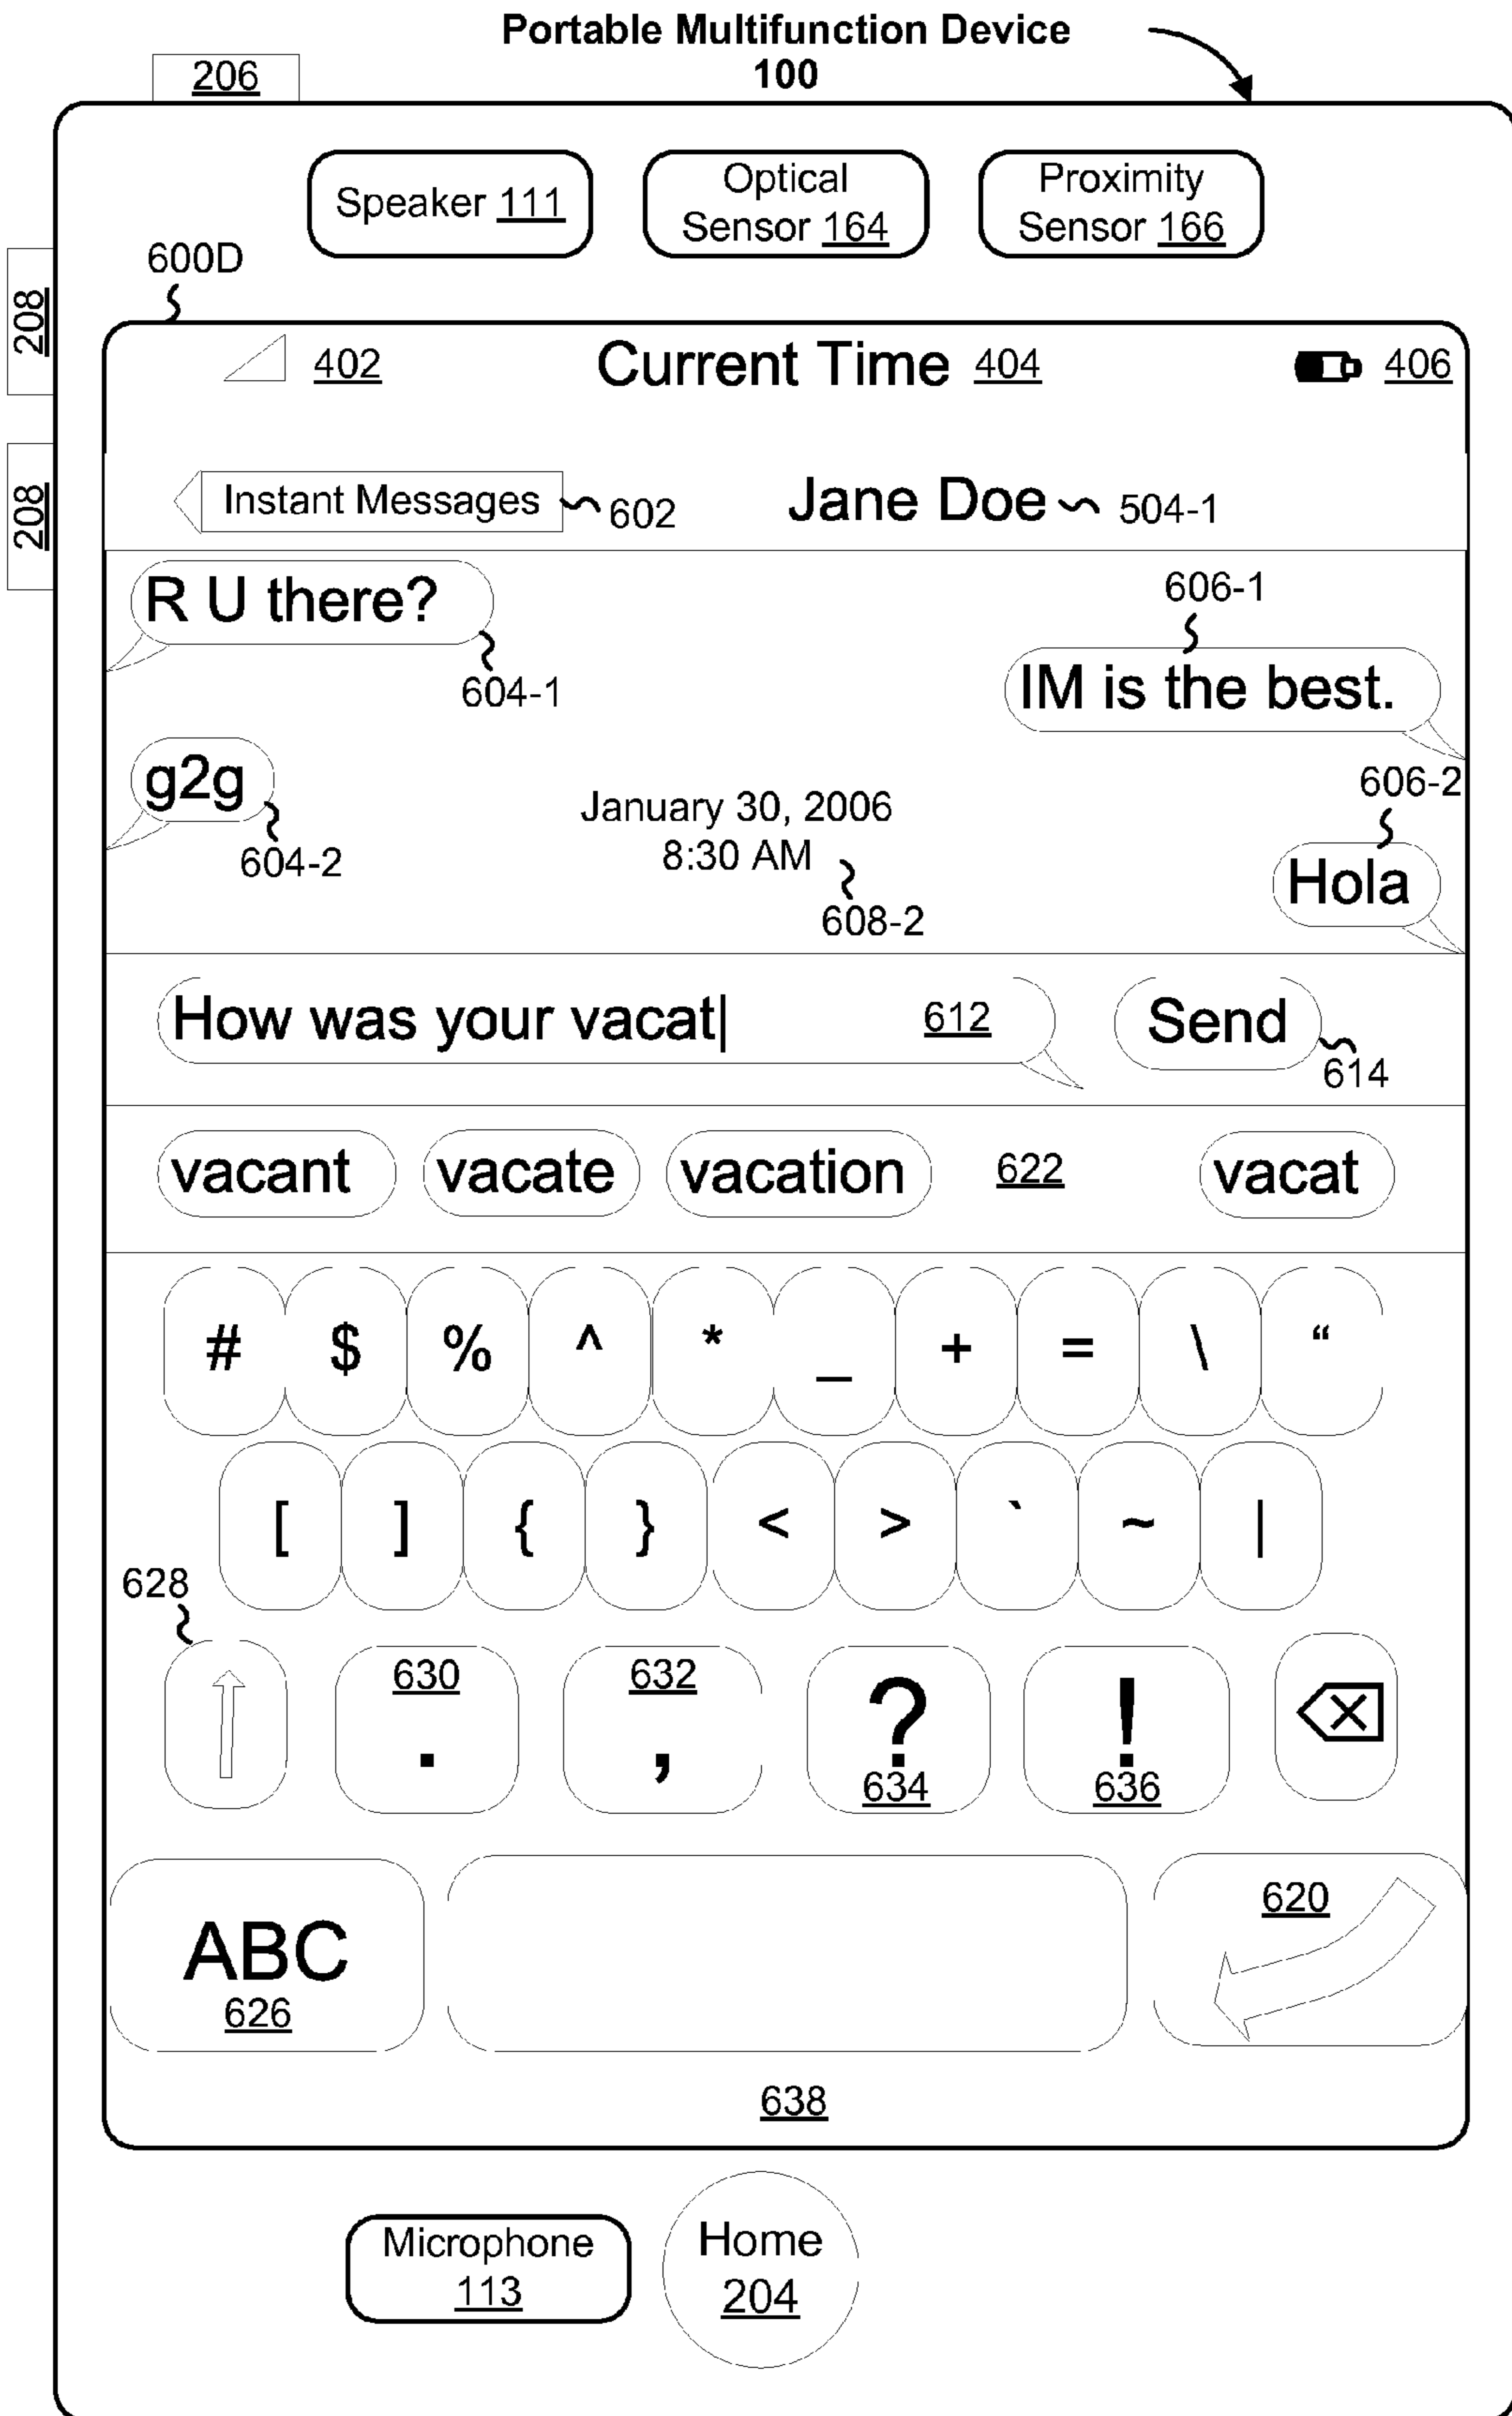 Portable Multifunction Device
100
206
Speaker 111
Optical
Sensor 164
Proximity
Sensor 166
600D
208
208
402
Current Time 404
406
Instant Messages
602
Jane Doe
504-1
R U there?
604-1
606-1
IM is the best.
g2g
604-2
January 30, 2006
8:30 AM
608-2
606-2
Hola
How was your vacat|
612
Send
614
vacant
vacate
vacation
622
vacat
# $ % ^ * _ + = \ “
[ ] { } < > ` ~ |
628
630
.
632
,
?
634
!
636
ABC
626
620
638
Microphone
113
Home
204